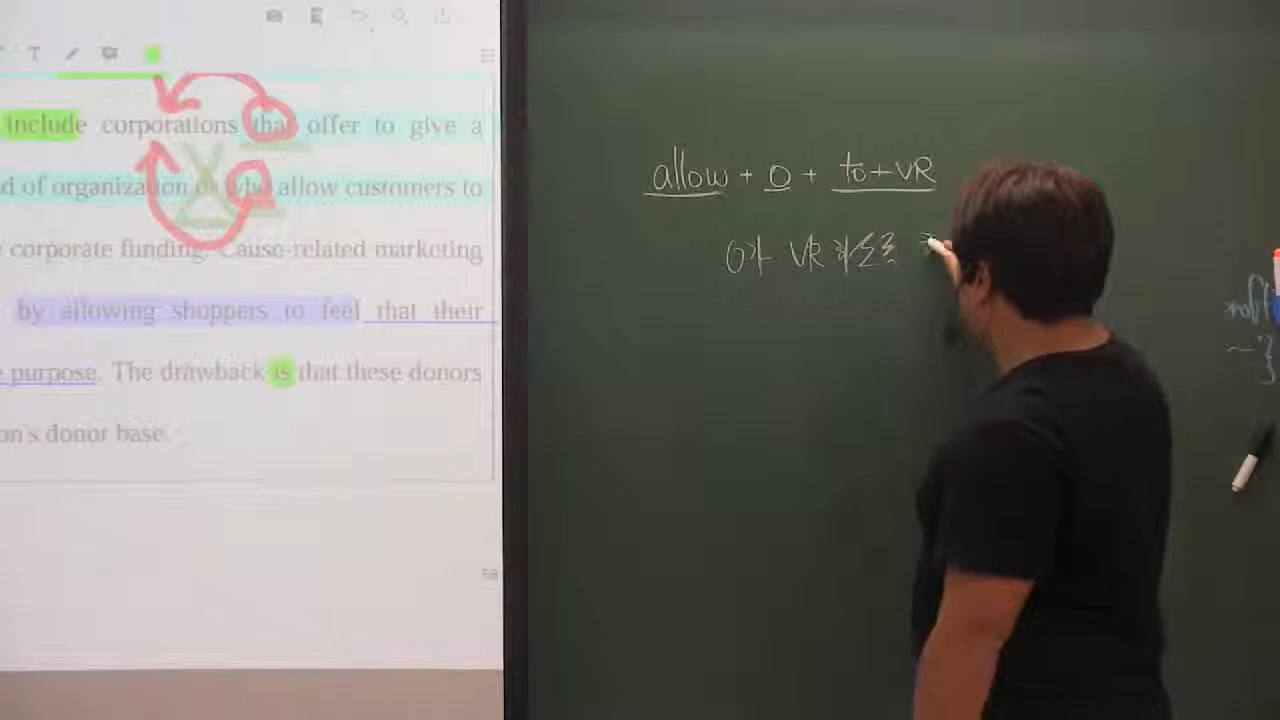 T
include corporations that offer to give a
d of organization or who allow customers to
corporate funding. Cause-related marketing
by allowing shoppers to feel that their
purpose. The drawback is that these donors
on's donor base.
allow + O + to+VR
O가 VR하도록